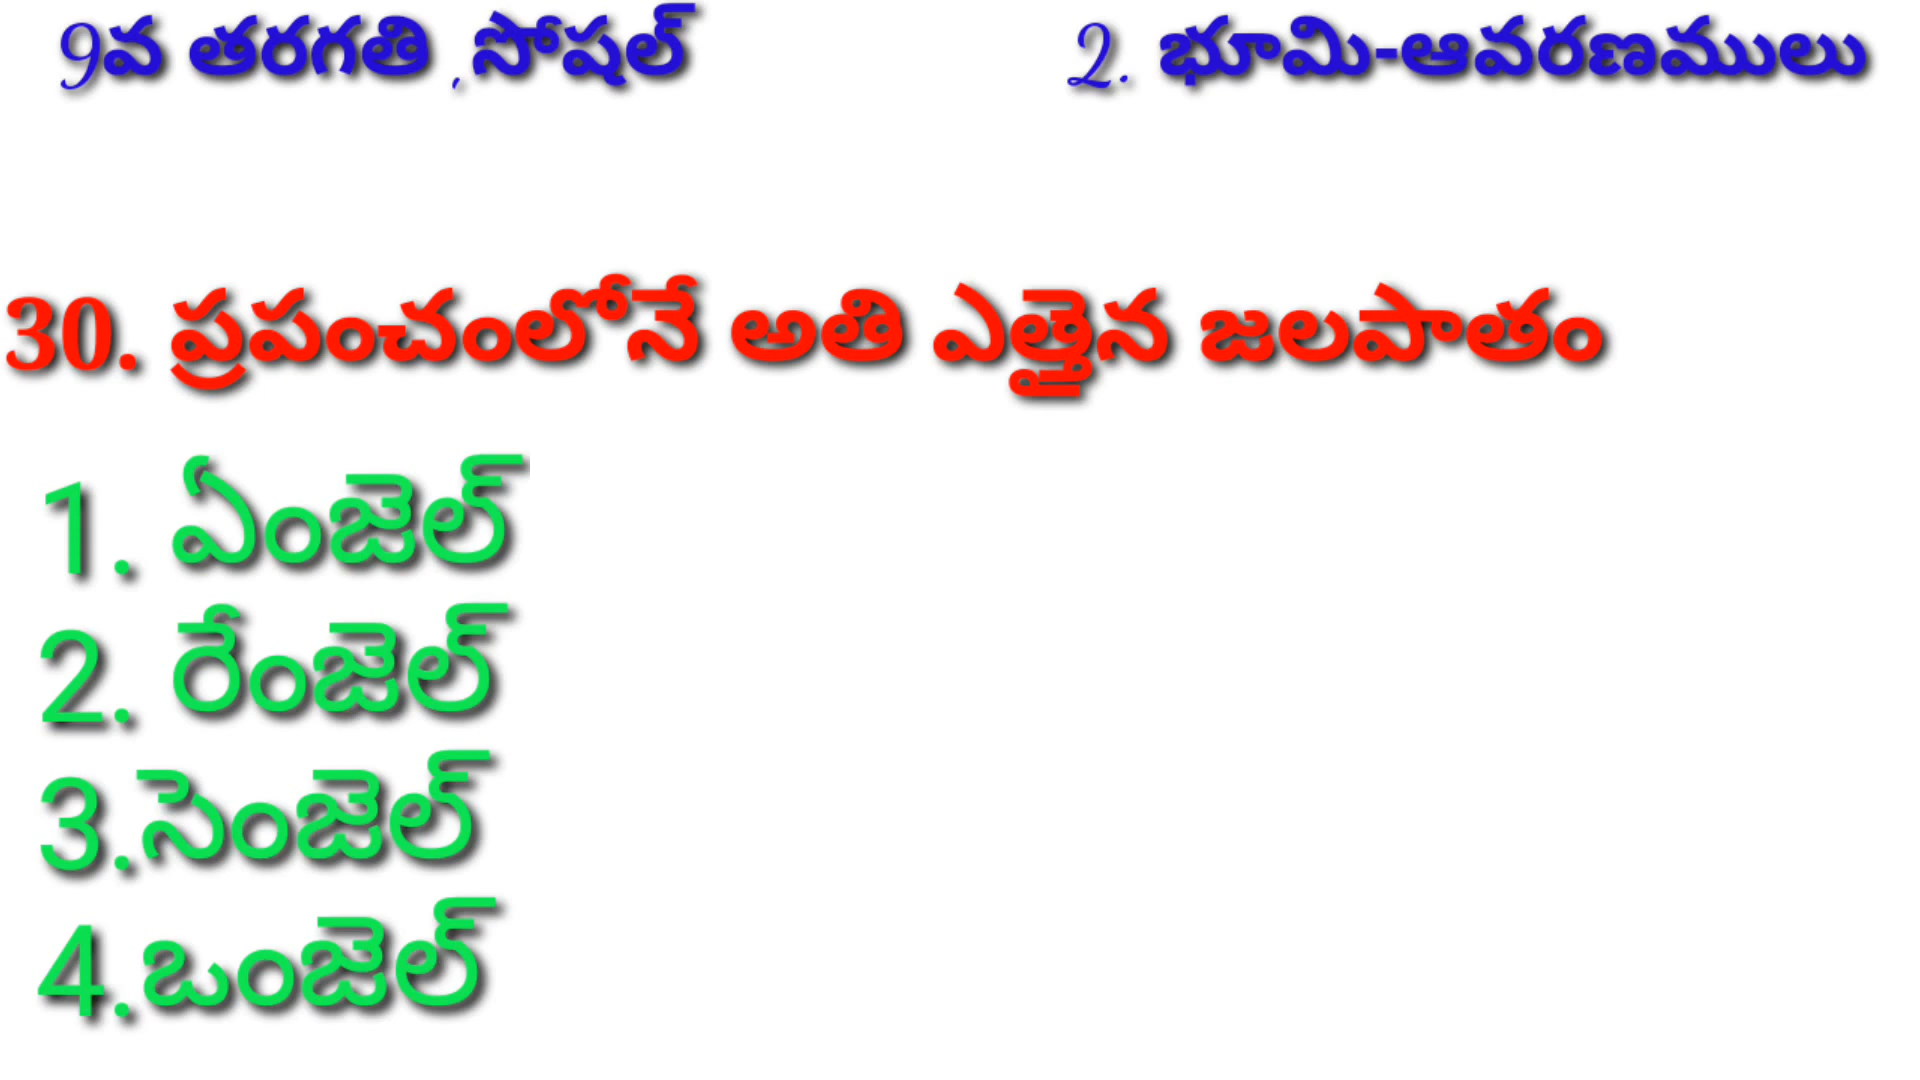 9వ తరగతి ,సోషల్ 2. భూమి-ఆవరణములు
30. ప్రపంచంలోనే అతి ఎత్తైన జలపాతం
1. ఏంజెల్
2. రేంజెల్
3.సెంజెల్
4.ఒంజెల్